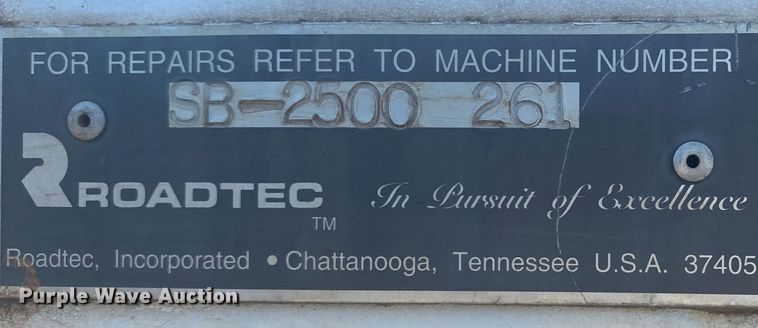 FOR REPAIRS REFER TO MACHINE NUMBER
SB-2500 261
R ROADTEC TM In Pursuit of Excellence
Roadtec, Incorporated • Chattanooga, Tennessee U.S.A. 37405
Purple Wave Auction